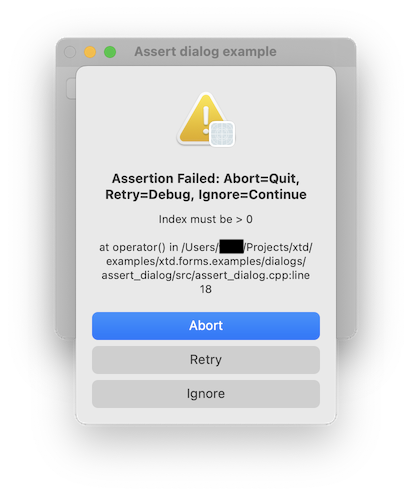 Assert dialog example
Assertion Failed: Abort=Quit,
Retry=Debug, Ignore=Continue
Index must be > 0
at operator() in /Users/ /Projects/xtd/
examples/xtd.forms.examples/dialogs/
assert_dialog/src/assert_dialog.cpp:line
18
Abort
Retry
Ignore